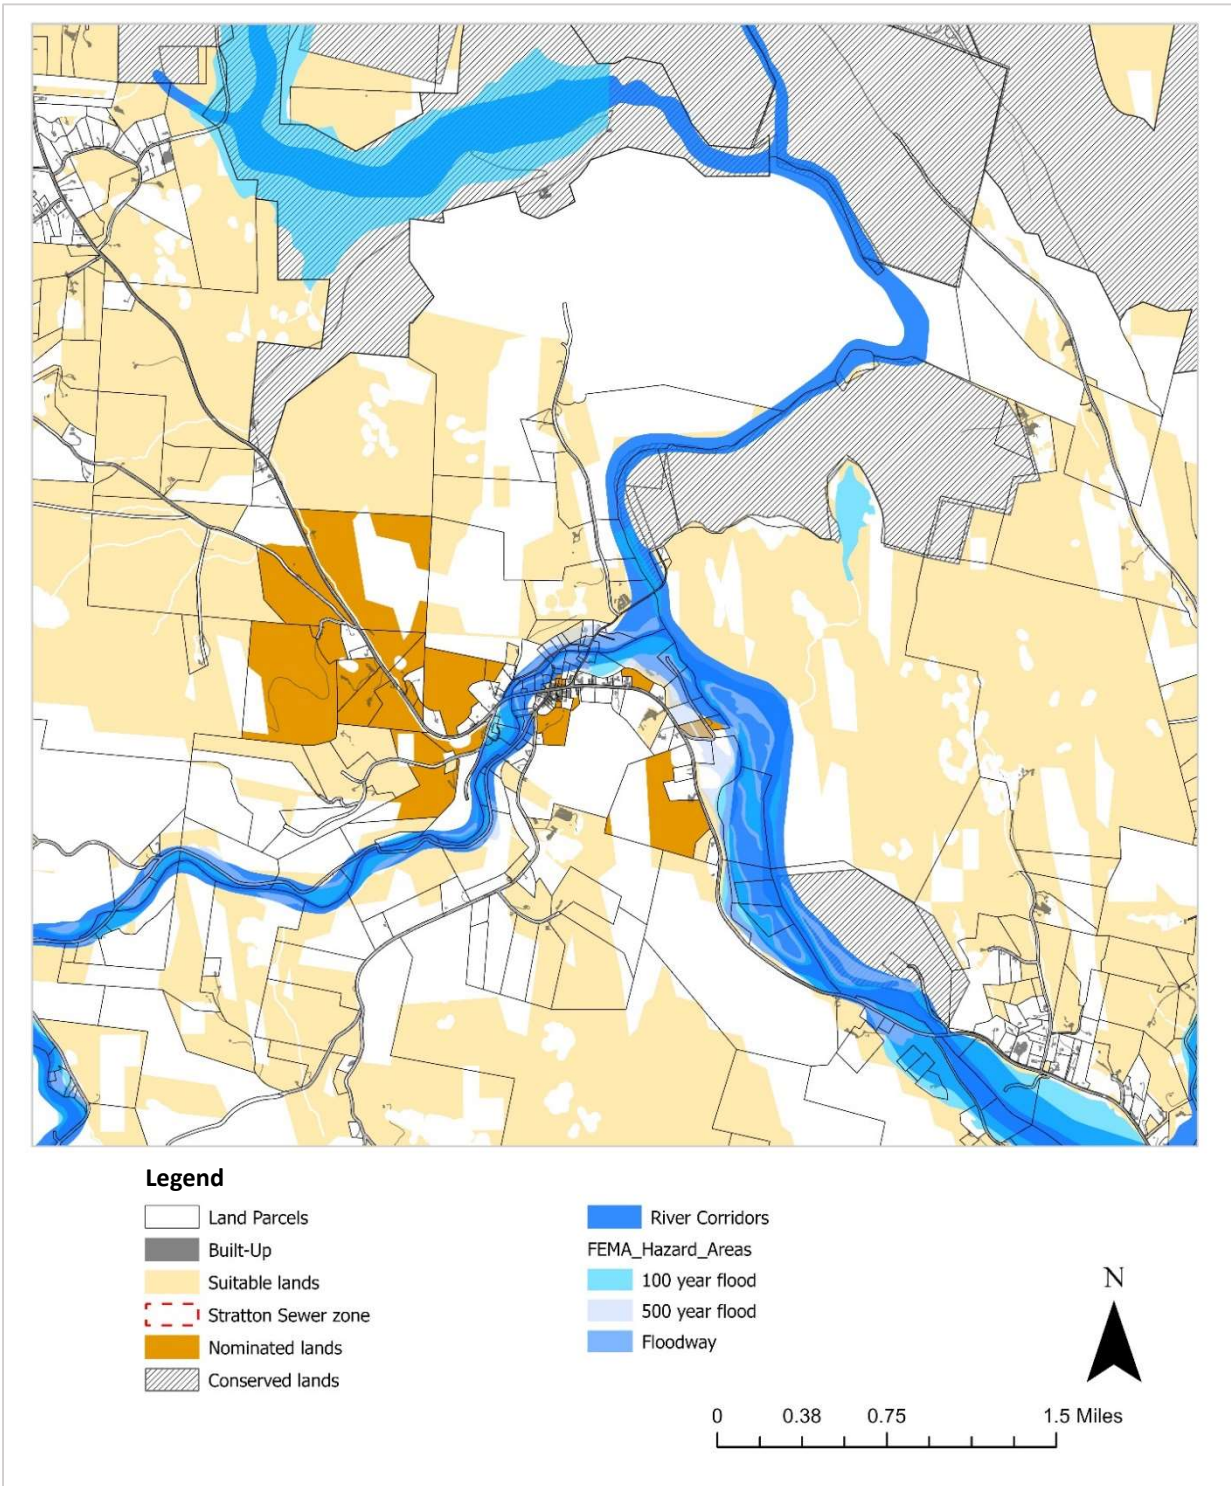 Legend
Land Parcels
Built-Up
Suitable lands
Stratton Sewer zone
Nominated lands
Conserved lands
River Corridors
FEMA_Hazard_Areas
100 year flood
500 year flood
Floodway
N
0 0.38 0.75 1.5 Miles